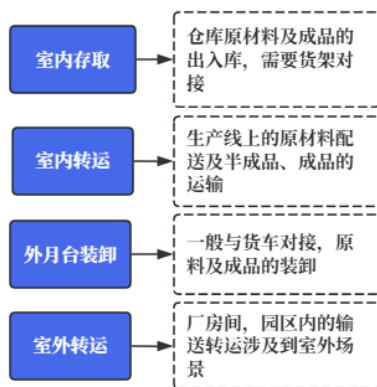 室内存取
仓库原材料及成品的
出入库，需要货架对
接
室内转运
生产线上的原材料配
送及半成品、成品的
运输
外月台装卸
一般与货车对接，原
料及成品的装卸
室外转运
厂房间，园区内的输
送转运涉及到室外场
景